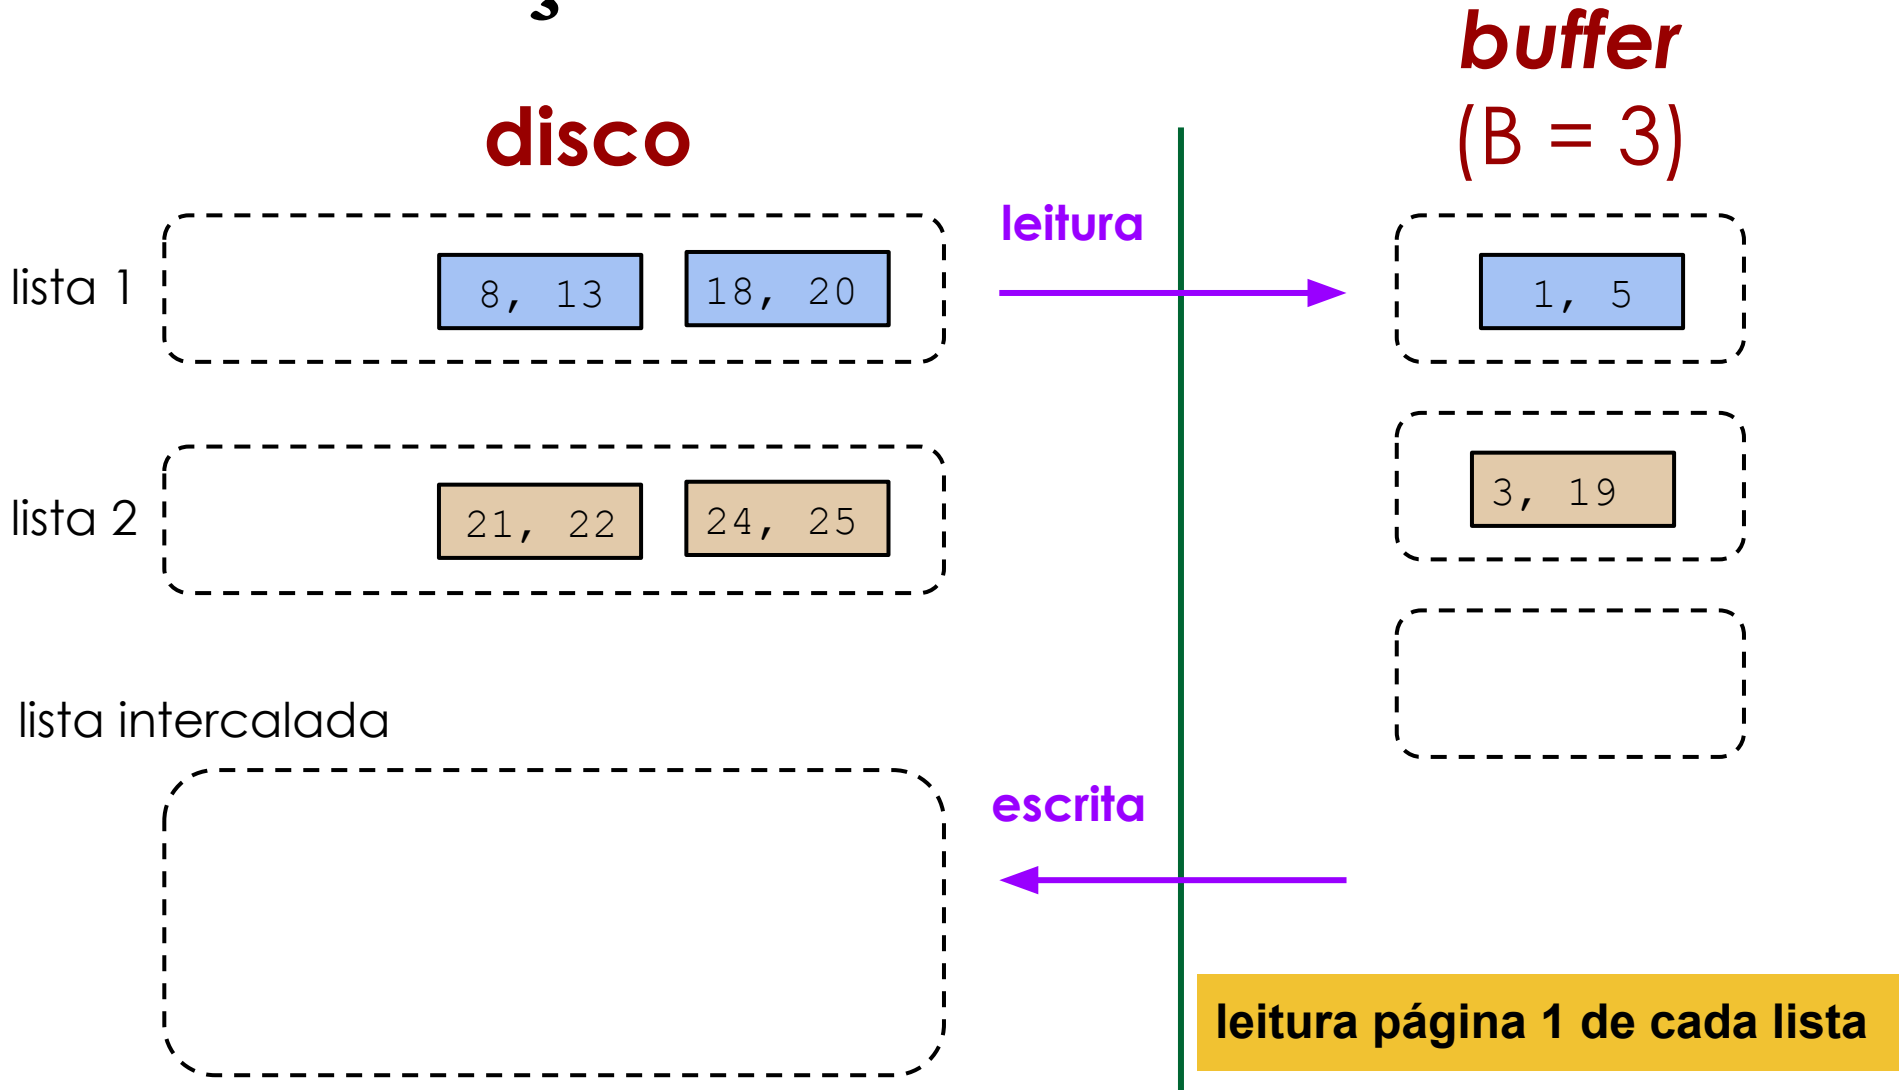 buffer
(B = 3)
disco
leitura
lista 1
8, 13
18, 20
1, 5
lista 2
21, 22
24, 25
3, 19
lista intercalada
escrita
leitura página 1 de cada lista